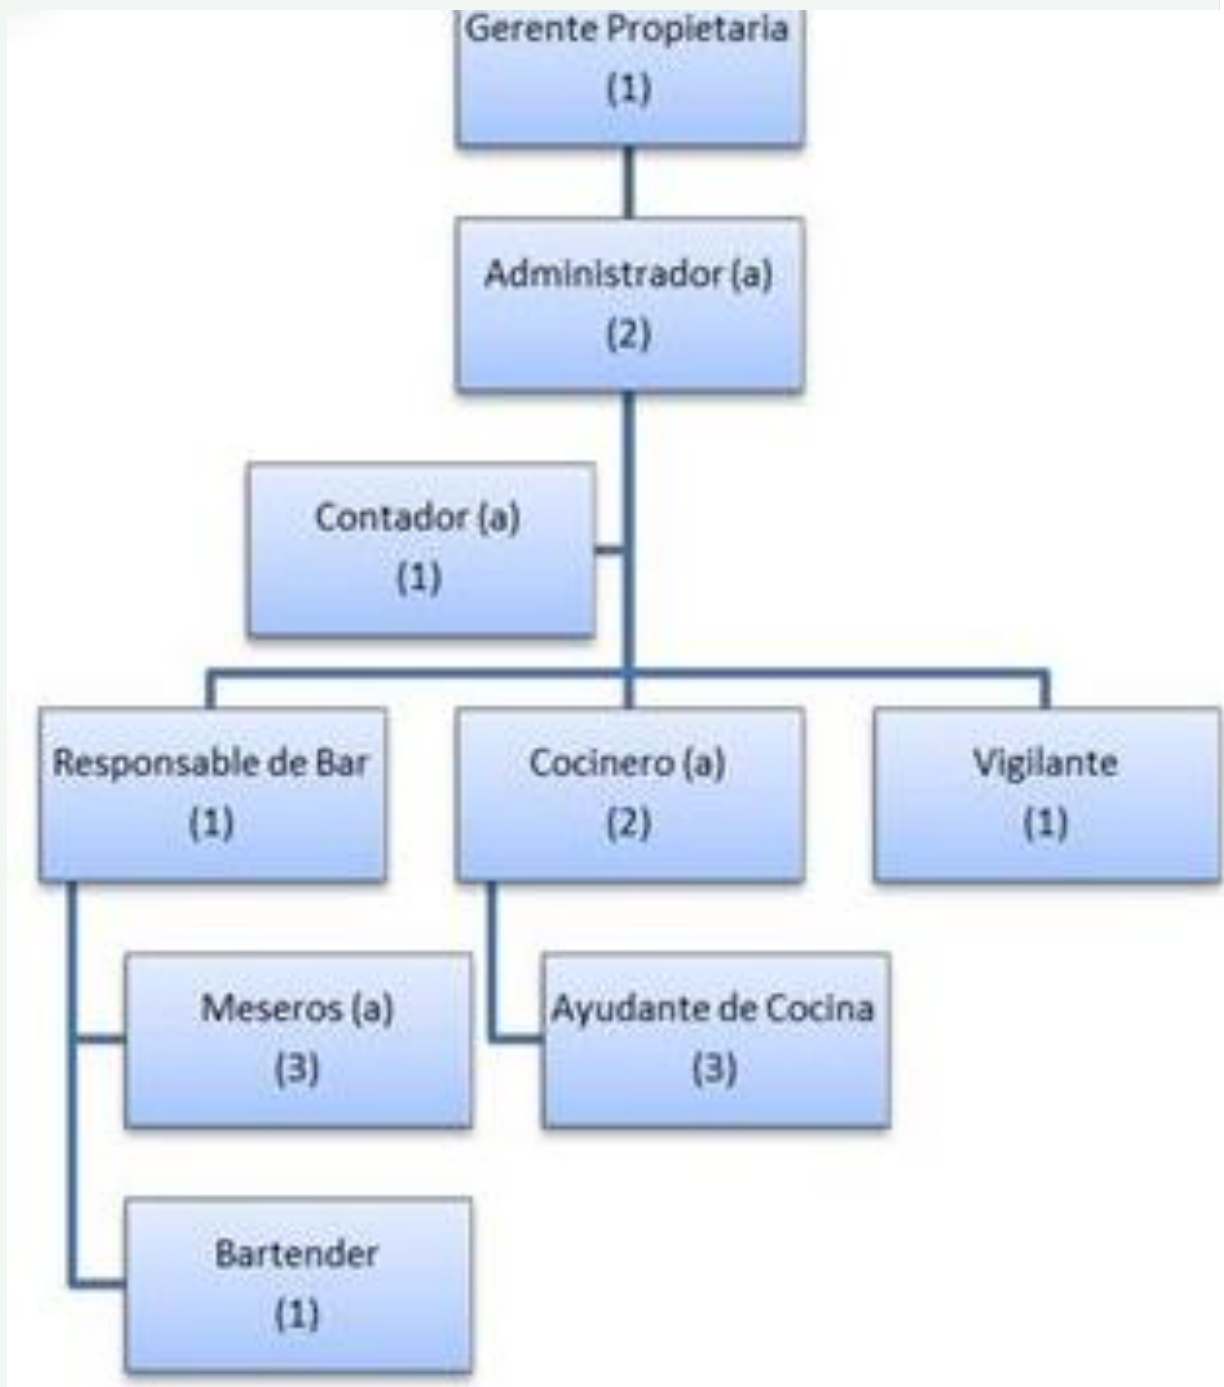 Gerente Propietaria
(1)
Administrador (a)
(2)
Contador (a)
(1)
Responsable de Bar
(1)
Cocinero (a)
(2)
Vigilante
(1)
Meseros (a)
(3)
Ayudante de Cocina
(3)
Bartender
(1)